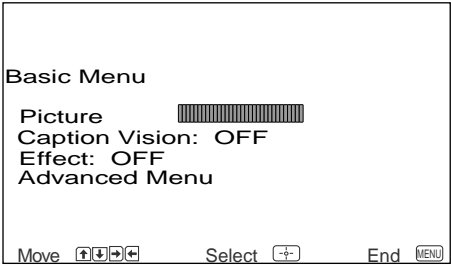 Basic Menu
Picture
Caption Vision: OFF
Effect: OFF
Advanced Menu
Move Select End MENU